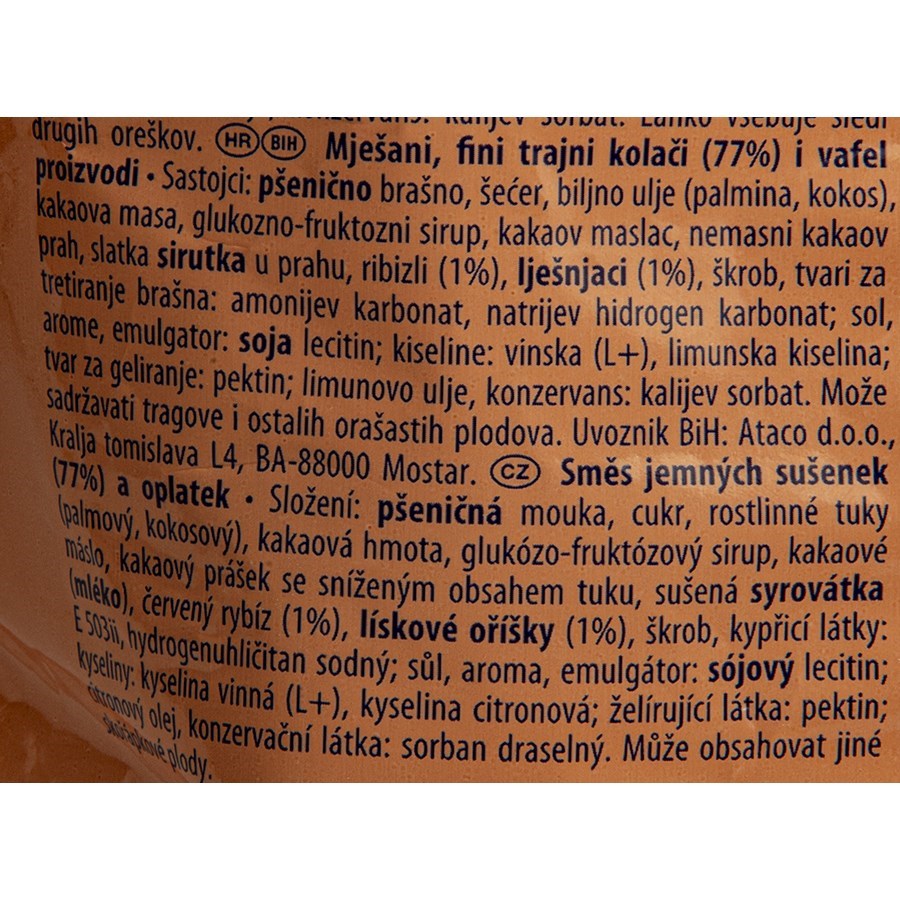 konzervans: kalijev sorbat. Lahko vsebuje sledi
drugih oreškov. HR BIH Mješani, fini trajni kolači (77%) i vafel
proizvodi • Sastojci: pšenično brašno, šećer, biljno ulje (palmina, kokos),
kakaova masa, glukozno-fruktozni sirup, kakaov maslac, nemasni kakaov
prah, slatka sirutka u prahu, ribizli (1%), lješnjaci (1%), škrob, tvari za
tretiranje brašna: amonijev karbonat, natrijev hidrogen karbonat; sol,
arome, emulgator: soja lecitin; kiseline: vinska (L+), limunska kiselina;
tvar za geliranje: pektin; limunovo ulje, konzervans: kalijev sorbat. Može
sadržavati tragove i ostalih orašastih plodova. Uvoznik BiH: Ataco d.o.o.,
Kralja tomislava L4, BA-88000 Mostar. CZ Směs jemných sušenek
(77%) a oplatek • Složení: pšeničná mouka, cukr, rostlinné tuky
(palmový, kokosový), kakaová hmota, glukózo-fruktózový sirup, kakaové
máslo, kakaový prášek se sníženým obsahem tuku, sušená syrovátka
(mléko), červený rybíz (1%), lískové oříšky (1%), škrob, kypřicí látky:
E 503ii, hydrogenuhličitan sodný; sůl, aroma, emulgátor: sójový lecitin;
kyseliny: kyselina vinná (L+), kyselina citronová; želírující látka: pektin;
citronový olej, konzervační látka: sorban draselný. Může obsahovat jiné
skořápkové plody.